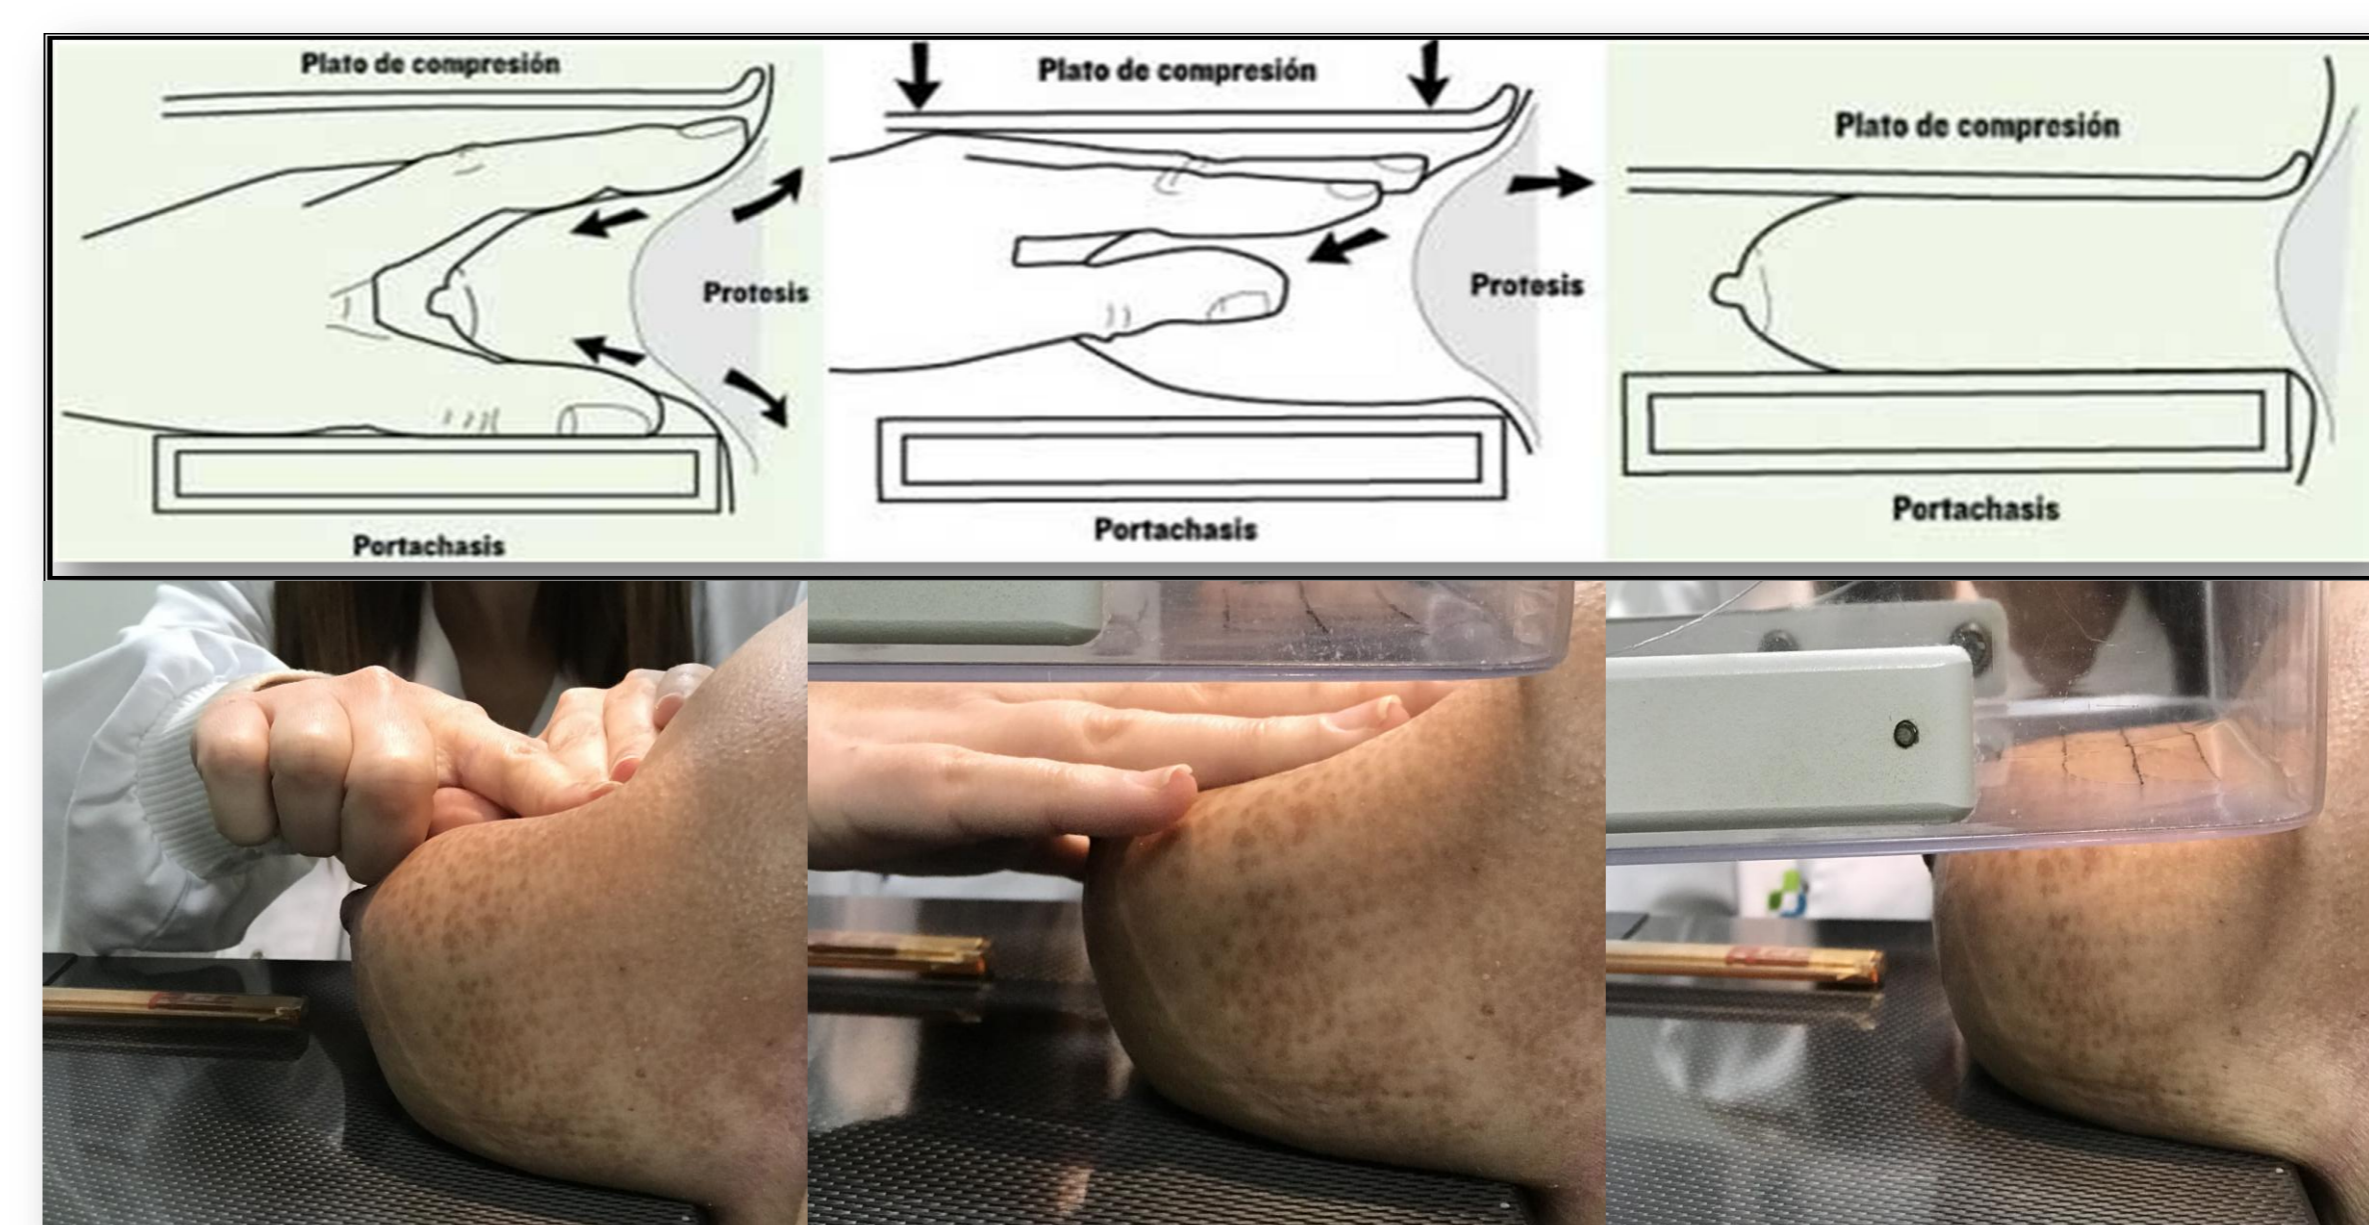 Plato de compresión
Protesis
Portachasis
Plato de compresión
Protesis
Portachasis
Plato de compresión
Portachasis